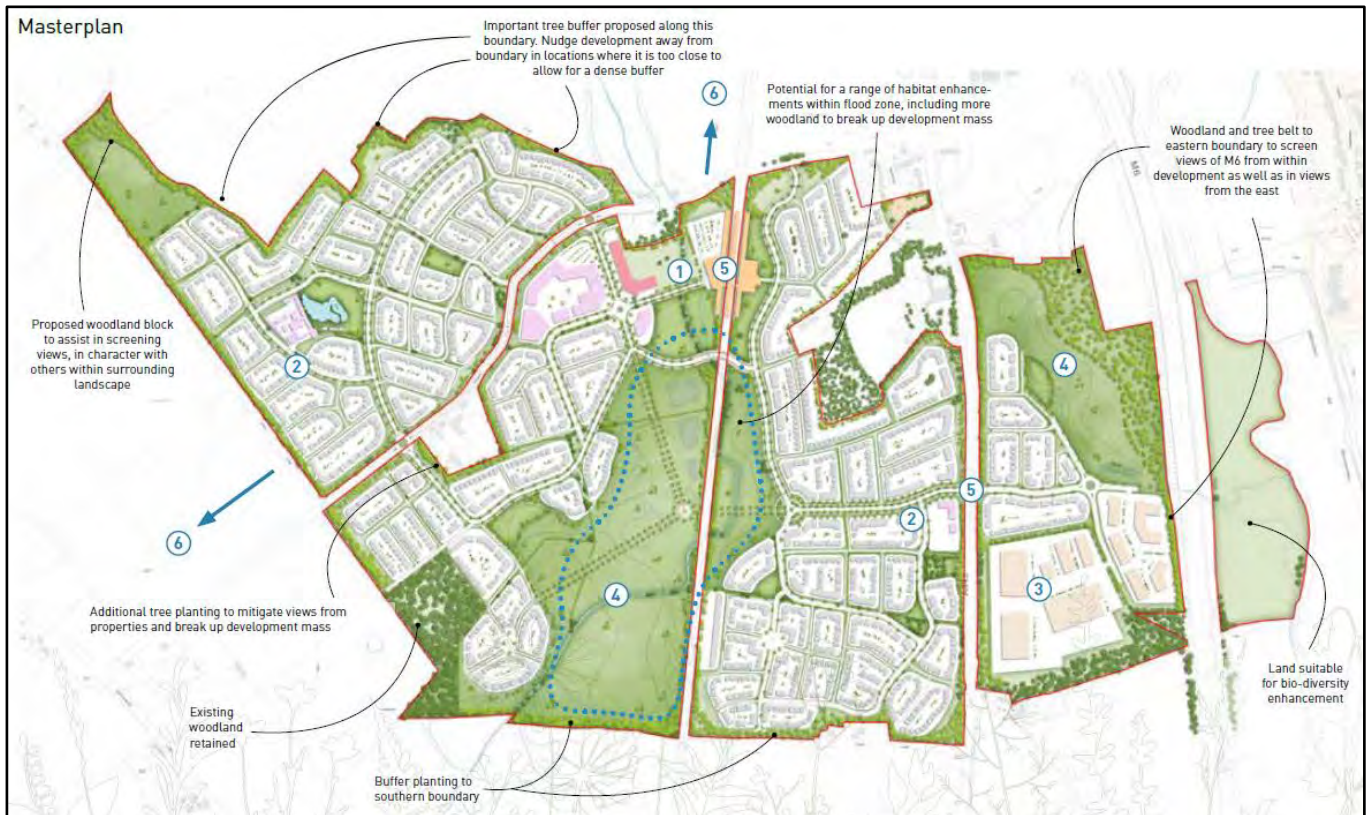 Masterplan
Important tree buffer proposed along this
boundary. Nudge development away from
boundary in locations where it is too close to
allow for a dense buffer
6
Potential for a range of habitat enhance-
ments within flood zone, including more
woodland to break up development mass
Woodland and tree belt to
eastern boundary to screen
views of M6 from within
development as well as in views
from the east
M6
1
5
Proposed woodland block
to assist in screening
views, in character with
others within surrounding
landscape
2
4
6
5
2
3
4
Additional tree planting to mitigate views from
properties and break up development mass
Existing
woodland
retained
Buffer planting to
southern boundary
Land suitable
for bio-diversity
enhancement